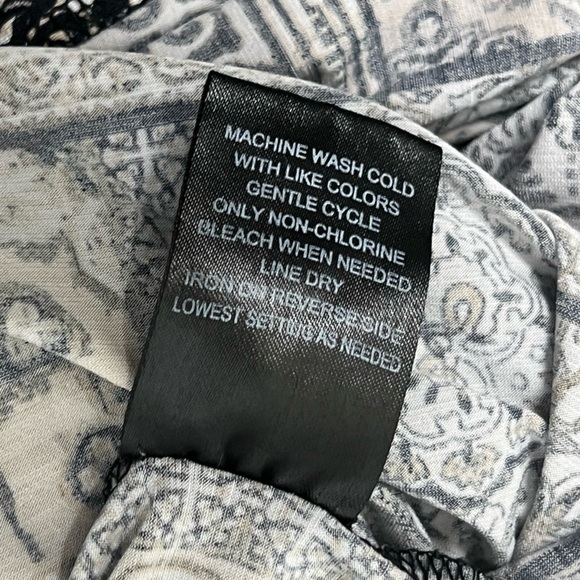 MACHINE WASH COLD
WITH LIKE COLORS
GENTLE CYCLE
ONLY NON-CHLORINE
BLEACH WHEN NEEDED
LINE DRY
IRON ON REVERSE SIDE
LOWEST SETTING AS NEEDED